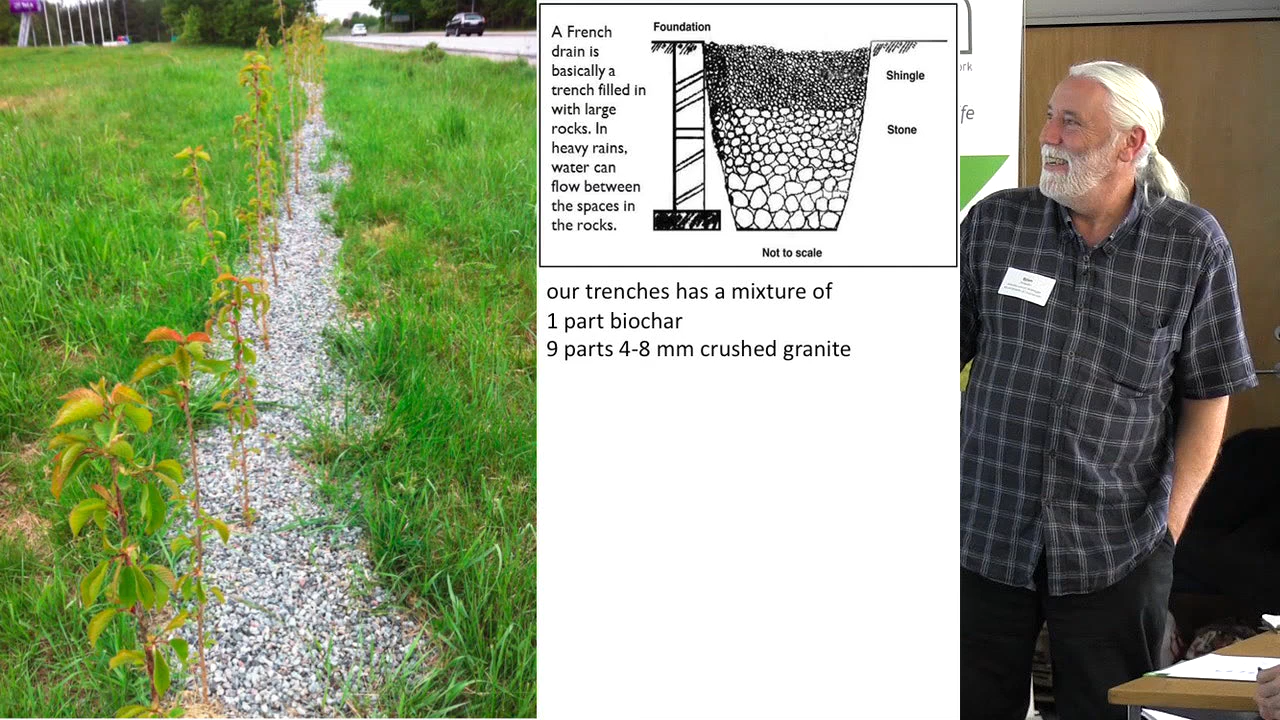 A French
drain is
basically a
trench filled in
with large
rocks. In
heavy rains,
water can
flow between
the spaces in
the rocks.
Foundation
Shingle
Stone
Not to scale
our trenches has a mixture of
1 part biochar
9 parts 4-8 mm crushed granite